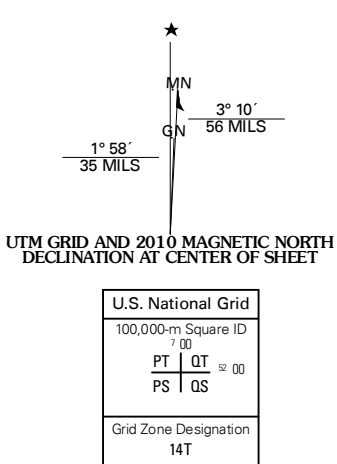 ★
MN
3° 10´
56 MILS
GN
1° 58´
35 MILS
UTM GRID AND 2010 MAGNETIC NORTH
DECLINATION AT CENTER OF SHEET
U.S. National Grid
100,000-m Square ID
7 00
PT QT 52 00
PS QS
Grid Zone Designation
14T